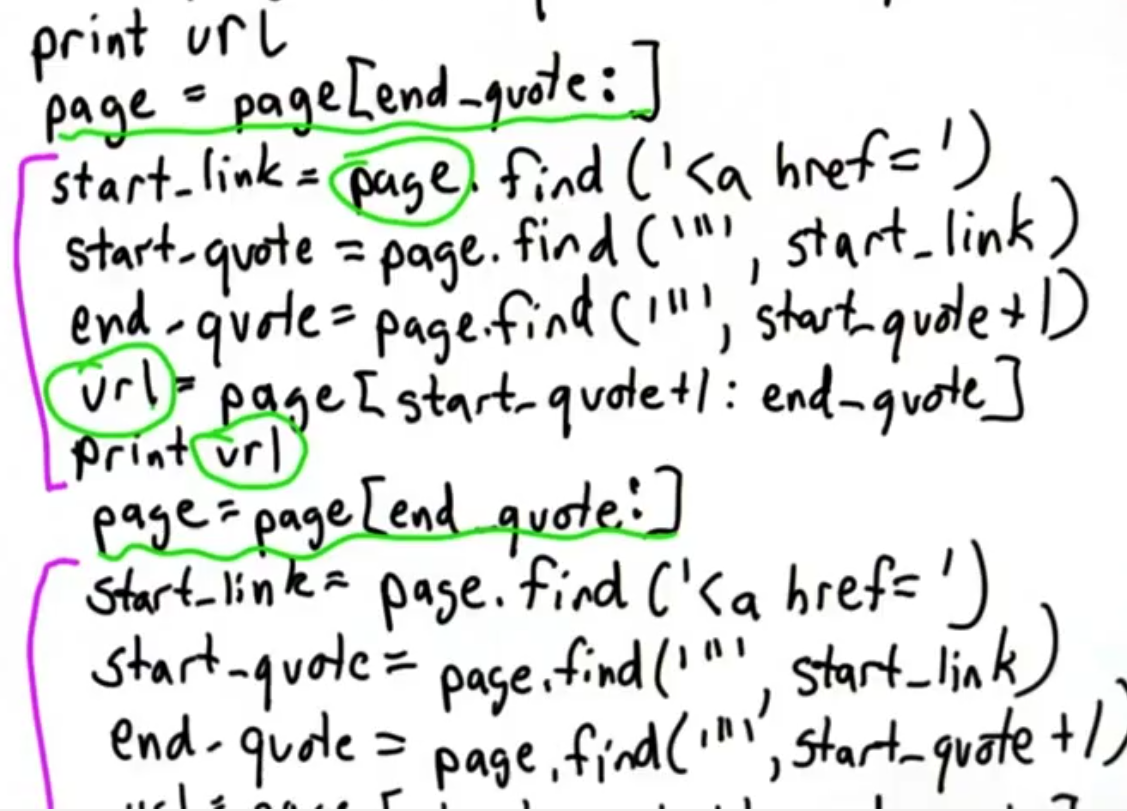 print url
page = page[end_quote:]
start_link = page.find('<a href=')
start_quote = page.find('"', start_link)
end_quote = page.find('"', start_quote+1)
url = page[start_quote+1: end_quote]
print url
page = page[end_quote:]
start_link = page.find('<a href=')
start_quote = page.find('"', start_link)
end_quote = page.find('"', start_quote+1)